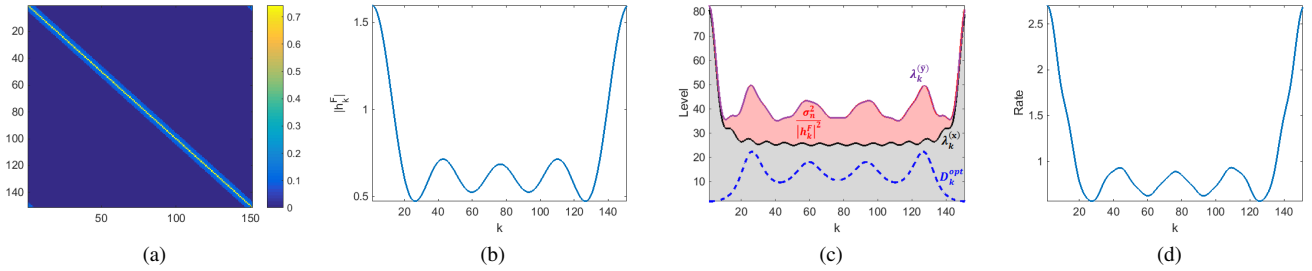 20
40
60
80
100
120
140
50
100
150
0.7
0.6
0.5
0.4
0.3
0.2
0.1
0
(a)
|h_k^F|
1.5
1
0.5
20 40 60 80 100 120 140
k
(b)
Level
80
70
60
50
40
30
20
10
λ_k^{(ŷ)}
σ_n^2
|h_k^F|^2
λ_k^{(x)}
D_k^{opt}
20 40 60 80 100 120 140
k
(c)
Rate
2.5
2
1.5
1
20 40 60 80 100 120 140
k
(d)